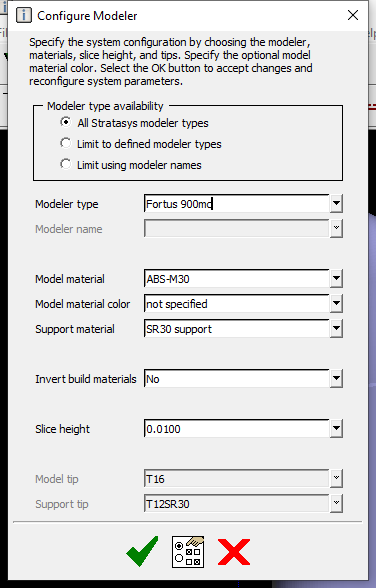 Configure Modeler
Specify the system configuration by choosing the modeler,
materials, slice height, and tips. Specify the optional model
material color. Select the OK button to accept changes and
reconfigure system parameters.
Modeler type availability
All Stratasys modeler types
Limit to defined modeler types
Limit using modeler names
Modeler type Fortus 900mc
Modeler name
Model material ABS-M30
Model material color not specified
Support material SR30 support
Invert build materials No
Slice height 0.0100
Model tip T16
Support tip T12SR30